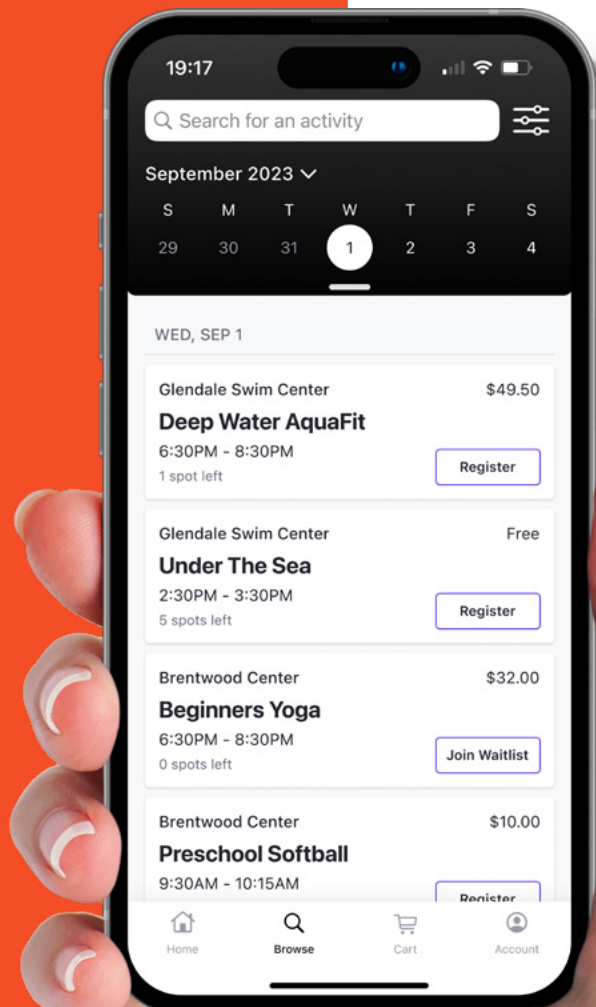 19:17
Search for an activity
September 2023
S M T W T F S
29 30 31 1 2 3 4
WED, SEP 1
Glendale Swim Center $49.50
Deep Water AquaFit
6:30PM - 8:30PM
1 spot left
Register
Glendale Swim Center Free
Under The Sea
2:30PM - 3:30PM
5 spots left
Register
Brentwood Center $32.00
Beginners Yoga
6:30PM - 8:30PM
0 spots left
Join Waitlist
Brentwood Center $10.00
Preschool Softball
9:30AM - 10:15AM
Register
Home Browse Cart Account